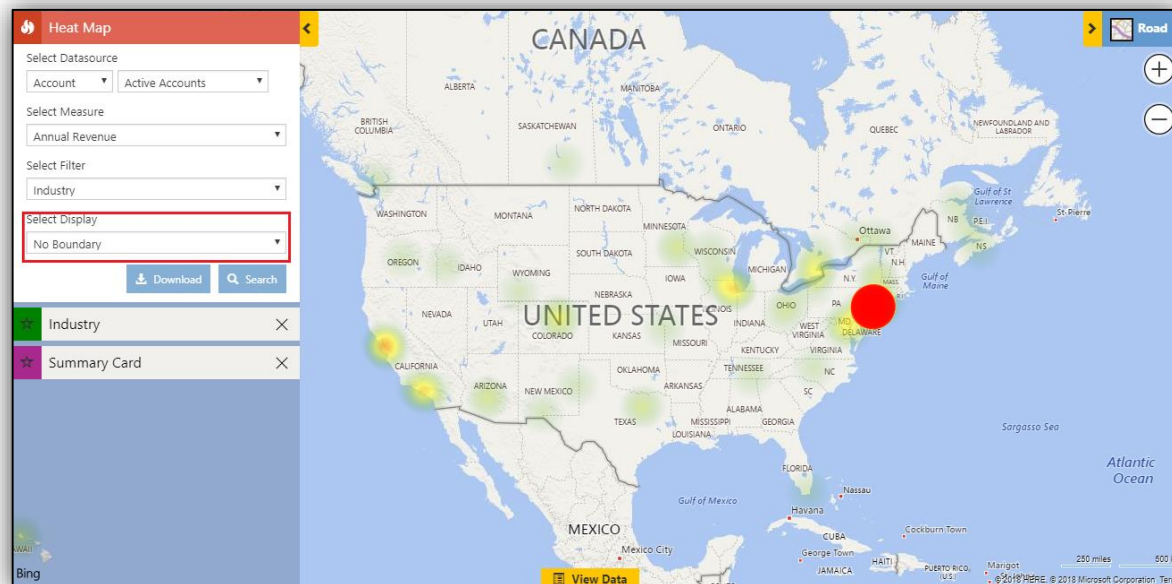 Heat Map
Select Datasource
Account
Active Accounts
Select Measure
Annual Revenue
Select Filter
Industry
Select Display
No Boundary
Download
Search
Industry
Summary Card
Bing
Road
CANADA
ALBERTA
MANITOBA
BRITISH
COLUMBIA
SASKATCHEWAN
ONTARIO
QUEBEC
NEWFOUNDLAND AND
LABRADOR
Gulf of St
Lawrence
St-Pierre
NB
P.E.I.
NS
WASHINGTON
MONTANA
NORTH DAKOTA
MINNESOTA
Ottawa
MAINE
VT.
N.H.
Gulf of
Maine
OREGON
IDAHO
SOUTH DAKOTA
WISCONSIN
MICHIGAN
N.Y.
MASS.
R.I.
WYOMING
IOWA
NEBRASKA
PA
OHIO
NEVADA
UTAH
UNITED STATES
INDIANA
MD.
DELAWARE
COLORADO
KANSAS
MISSOURI
WEST
VIRGINIA
KENTUCKY
VIRGINIA
CALIFORNIA
ARIZONA
NEW MEXICO
OKLAHOMA
ARKANSAS
TENNESSEE
NC
SC
TEXAS
MISSISSIPPI
ALABAMA
GEORGIA
LOUISIANA
Sargasso Sea
FLORIDA
Atlantic
Ocean
Gulf of Mexico
Nassau
Havana
MEXICO
Mexico City
CUBA
Cockburn Town
George Town
JAMAICA
HAITI
PUERTO RICO
(U.S.)
Marigot
250 miles
500
View Data
© 2018 HERE, © 2018 Microsoft Corporation